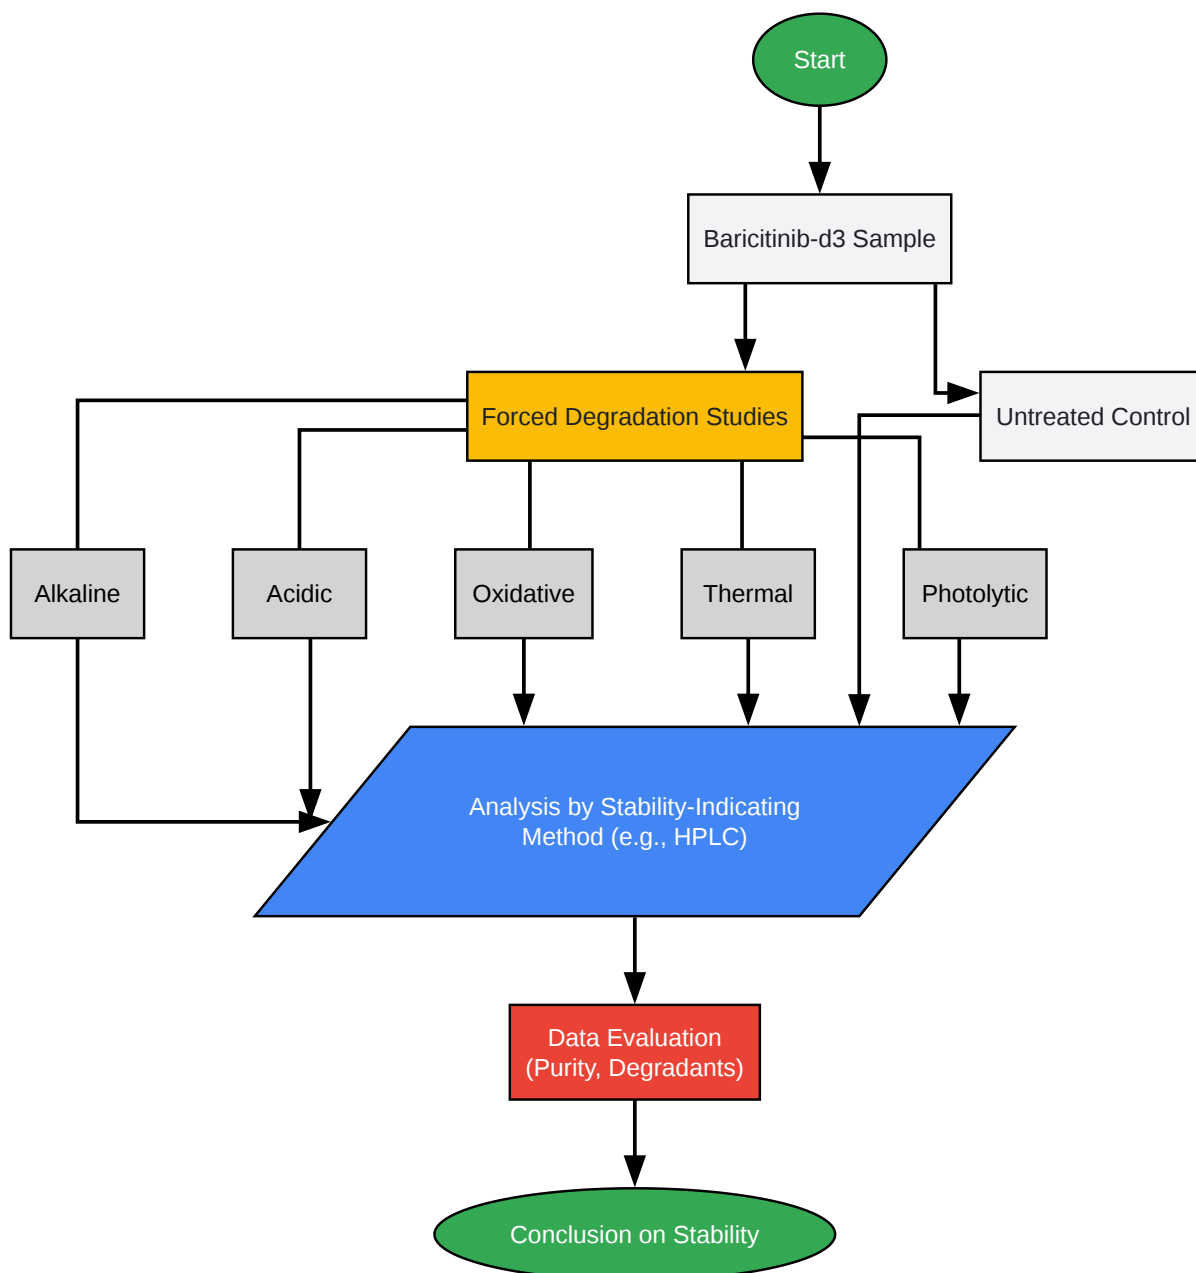 Start
Baricitinib-d3 Sample
Forced Degradation Studies
Untreated Control
Alkaline
Acidic
Oxidative
Thermal
Photolytic
Analysis by Stability-Indicating
Method (e.g., HPLC)
Data Evaluation
(Purity, Degradants)
Conclusion on Stability